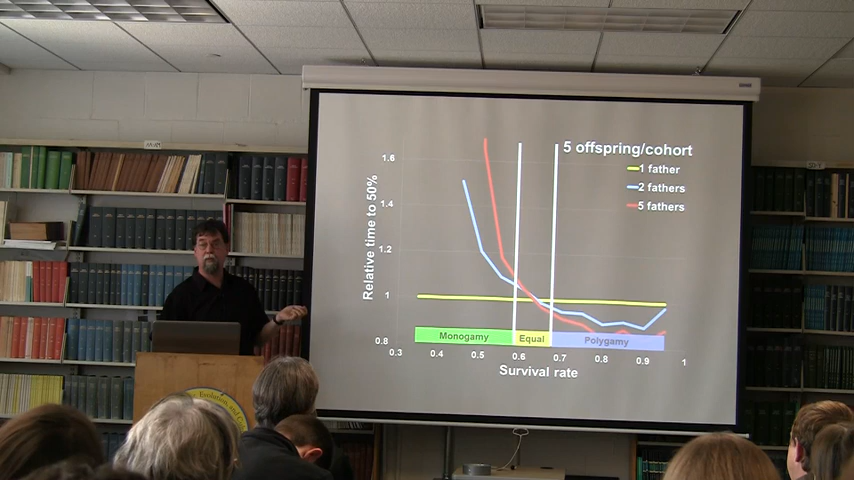 5 offspring/cohort
1 father
2 fathers
5 fathers
Relative time to 50%
1.6
1.4
1.2
1
0.8
Monogamy
Equal
Polygamy
0.3 0.4 0.5 0.6 0.7 0.8 0.9 1
Survival rate
Evolution, and